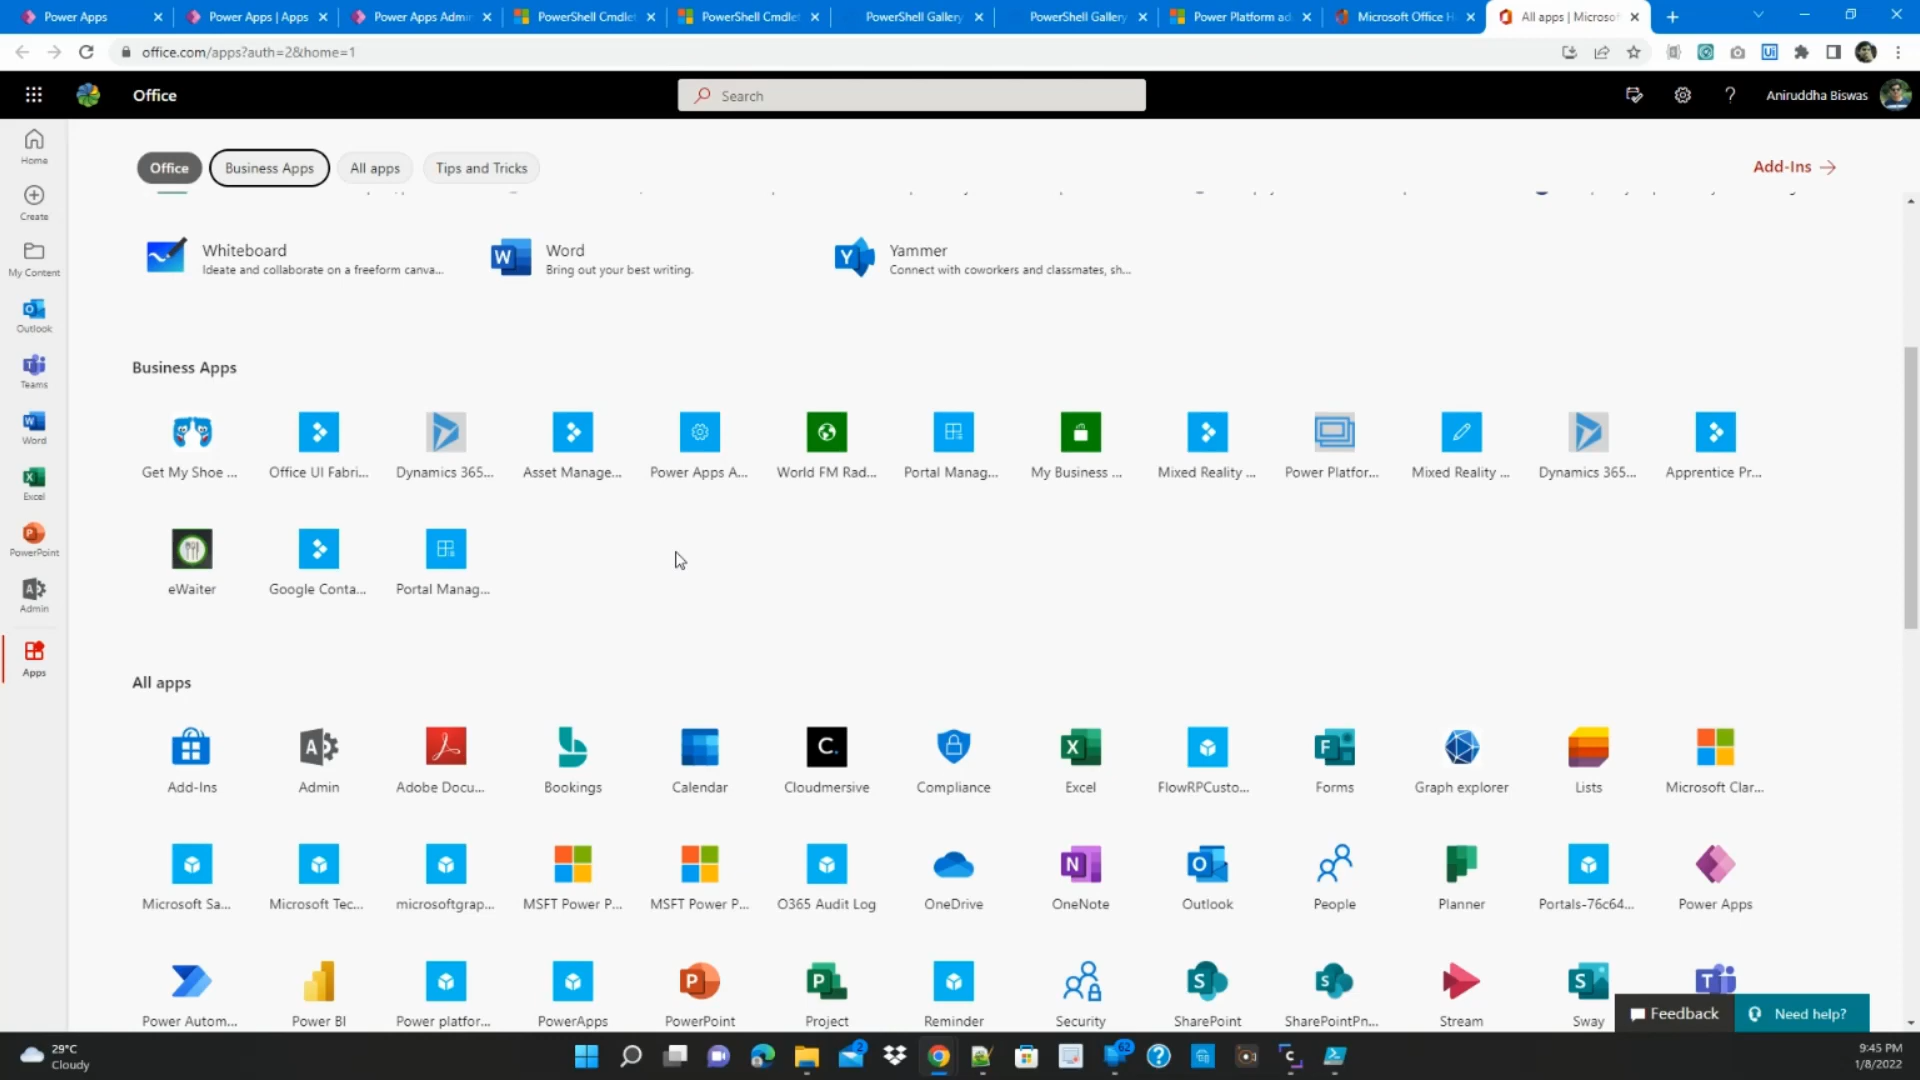 Power Apps
Power Apps | Apps
Power Apps Admin
PowerShell Cmdlet
PowerShell Cmdlet
PowerShell Gallery
PowerShell Gallery
Power Platform ad
Microsoft Office H
All apps | Microsof
office.com/apps?auth=2&home=1
Office
Search
Aniruddha Biswas
Home
Create
My Content
Outlook
Teams
Word
Excel
PowerPoint
Admin
Apps
Office
Business Apps
All apps
Tips and Tricks
Add-Ins
Whiteboard
Ideate and collaborate on a freeform canva...
Word
Bring out your best writing.
Yammer
Connect with coworkers and classmates, sh...
Business Apps
Get My Shoe ...
Office UI Fabri...
Dynamics 365...
Asset Manage...
Power Apps A...
World FM Rad...
Portal Manag...
My Business ...
Mixed Reality ...
Power Platfor...
Mixed Reality ...
Dynamics 365...
Apprentice Pr...
eWaiter
Google Conta...
Portal Manag...
All apps
Add-Ins
Admin
Adobe Docu...
Bookings
Calendar
Cloudmersive
Compliance
Excel
FlowRPCusto...
Forms
Graph explorer
Lists
Microsoft Clar...
Microsoft Sa...
Microsoft Tec...
microsoftgrap...
MSFT Power P...
MSFT Power P...
O365 Audit Log
OneDrive
OneNote
Outlook
People
Planner
Portals-76c64...
Power Apps
Power Autom...
Power BI
Power platfor...
PowerApps
PowerPoint
Project
Reminder
Security
SharePoint
SharePointPn...
Stream
Sway
Feedback
Need help?
29°C
Cloudy
2
62
9:45 PM
1/8/2022